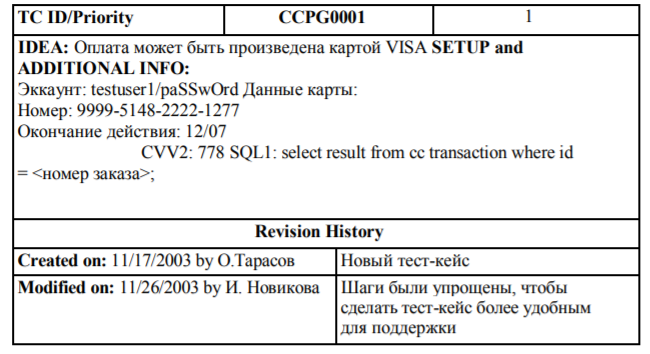 TC ID/Priority CCPG0001 1
IDEA: Оплата может быть произведена картой VISA SETUP and
ADDITIONAL INFO:
Эккаунт: testuser1/paSSwOrd Данные карты:
Номер: 9999-5148-2222-1277
Окончание действия: 12/07
CVV2: 778 SQL1: select result from cc transaction where id
= <номер заказа>;
Revision History
Created on: 11/17/2003 by О.Тарасов Новый тест-кейс
Modified on: 11/26/2003 by И. Новикова Шаги были упрощены, чтобы
сделать тест-кейс более удобным
для поддержки